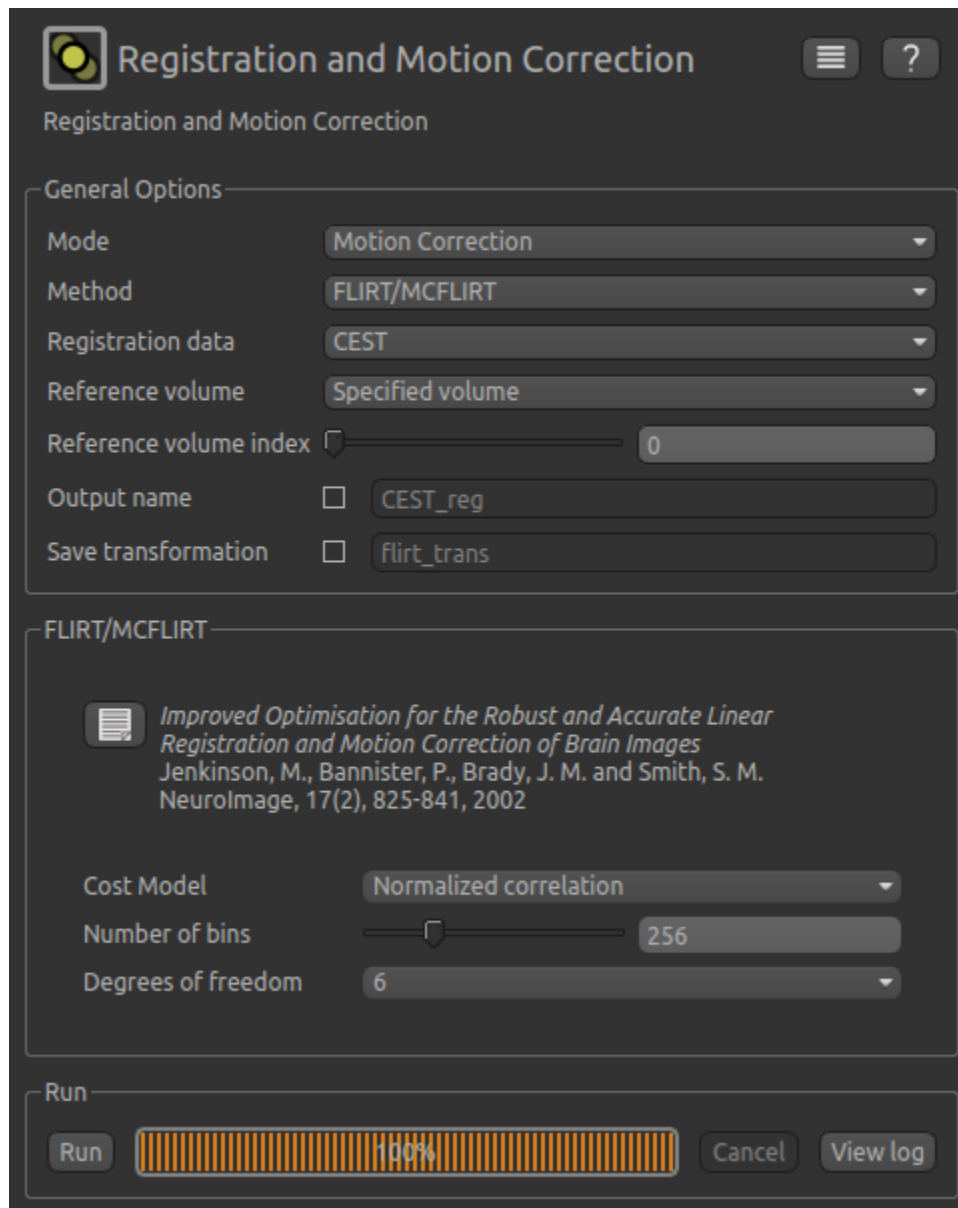 Registration and Motion Correction
?
Registration and Motion Correction
General Options
Mode Motion Correction
Method FLIRT/MCFLIRT
Registration data CEST
Reference volume Specified volume
Reference volume index 0
Output name CEST_reg
Save transformation flirt_trans
FLIRT/MCFLIRT
Improved Optimisation for the Robust and Accurate Linear
Registration and Motion Correction of Brain Images
Jenkinson, M., Bannister, P., Brady, J. M. and Smith, S. M.
NeuroImage, 17(2), 825-841, 2002
Cost Model Normalized correlation
Number of bins 256
Degrees of freedom 6
Run
Run 100% Cancel View log